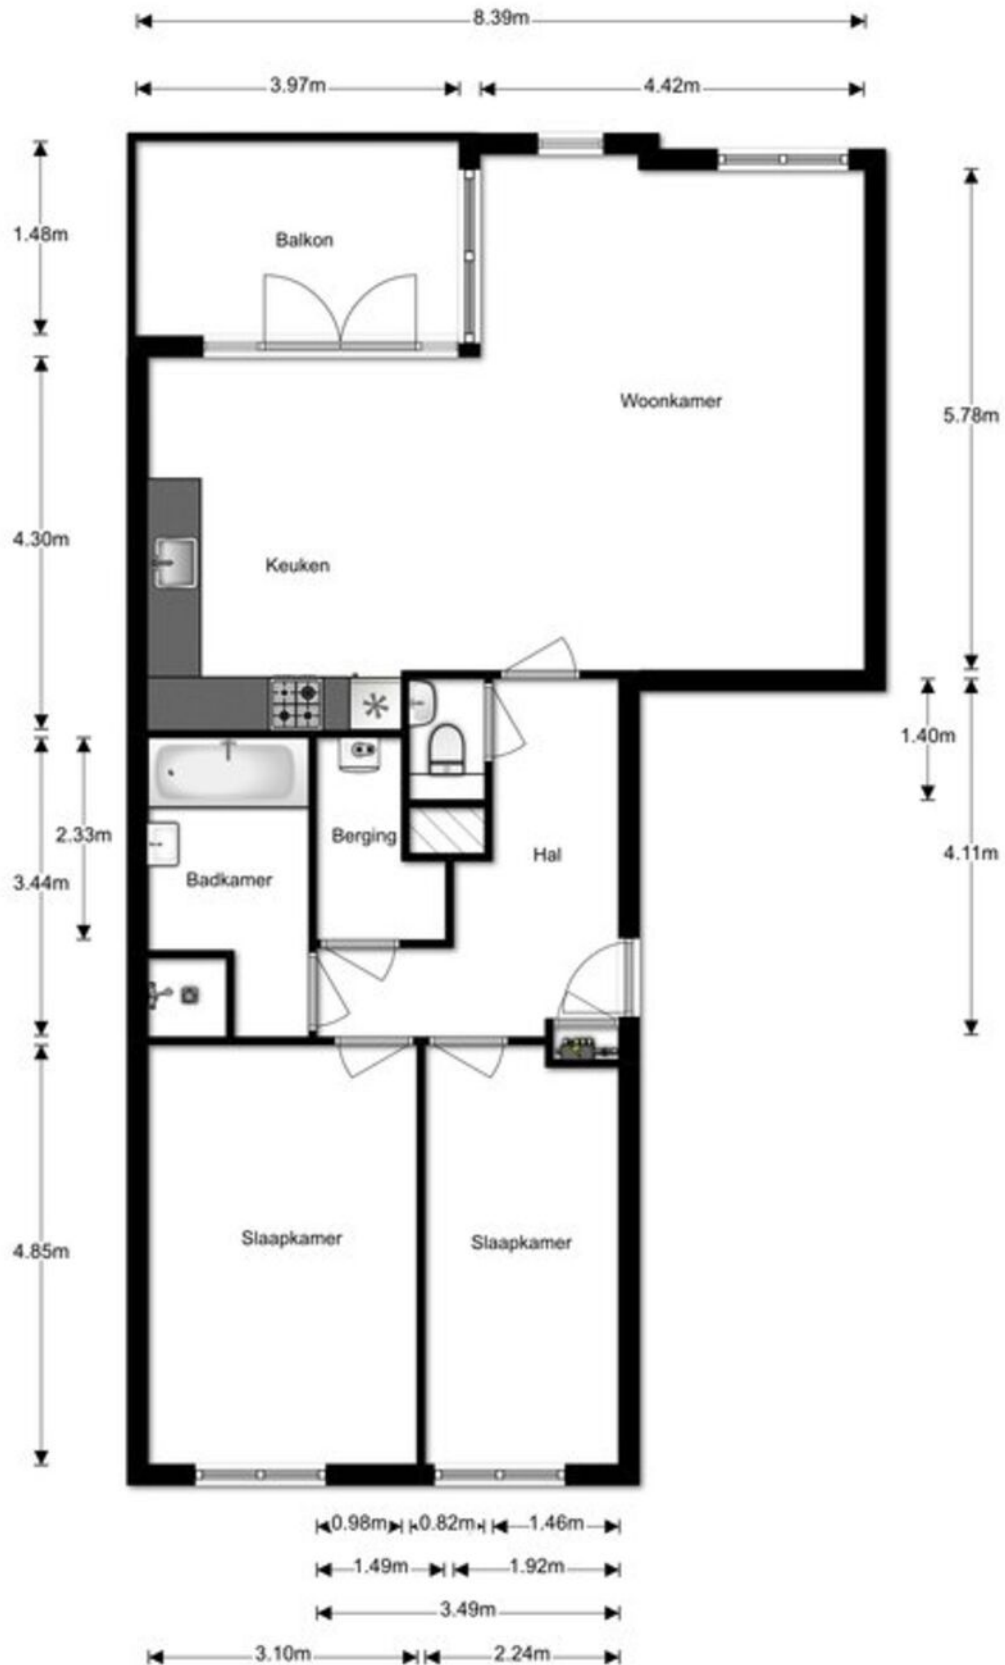 8.39m
3.97m
4.42m
1.48m
Balkon
Woonkamer
5.78m
4.30m
Keuken
1.40m
2.33m
Berging
Hal
4.11m
3.44m
Badkamer
4.85m
Slaapkamer
Slaapkamer
0.98m
0.82m
1.46m
1.49m
1.92m
3.49m
3.10m
2.24m